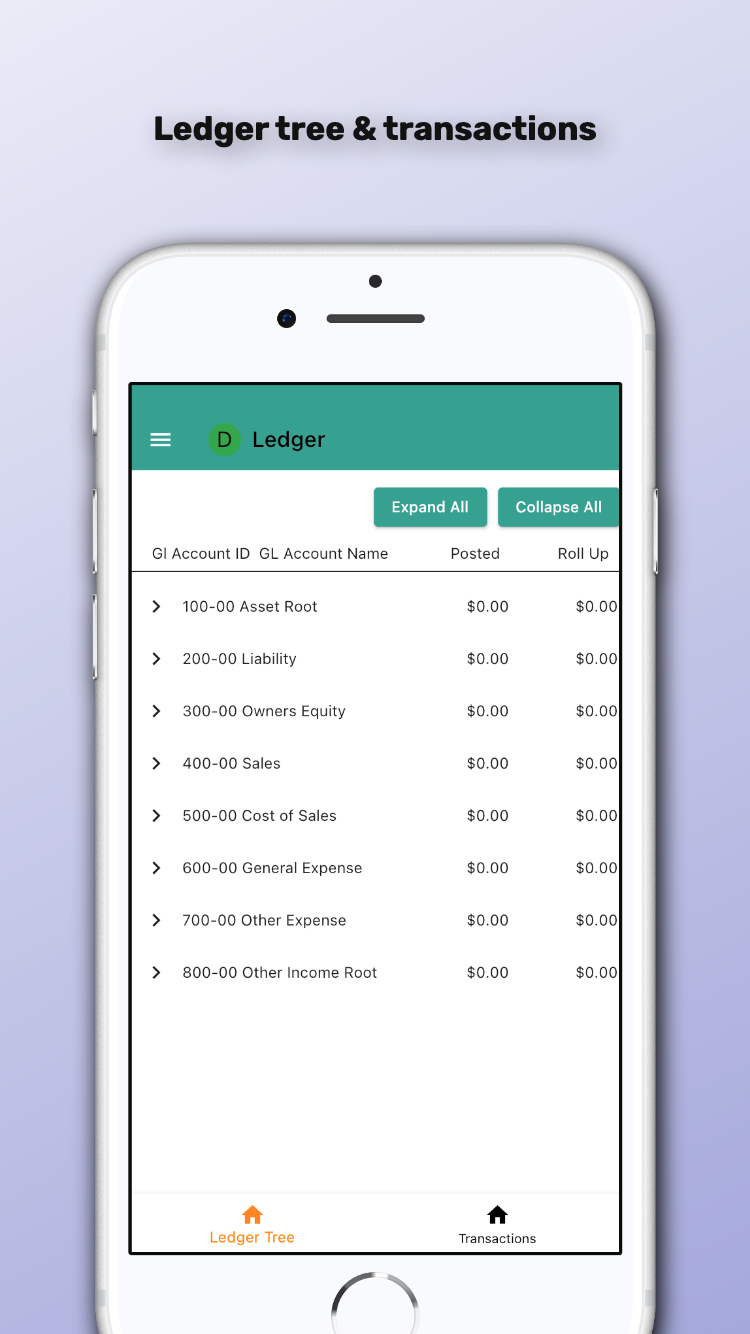 Ledger tree & transactions
D Ledger
Expand All Collapse All
Gl Account ID GL Account Name Posted Roll Up
100-00 Asset Root $0.00 $0.00
200-00 Liability $0.00 $0.00
300-00 Owners Equity $0.00 $0.00
400-00 Sales $0.00 $0.00
500-00 Cost of Sales $0.00 $0.00
600-00 General Expense $0.00 $0.00
700-00 Other Expense $0.00 $0.00
800-00 Other Income Root $0.00 $0.00
Ledger Tree Transactions